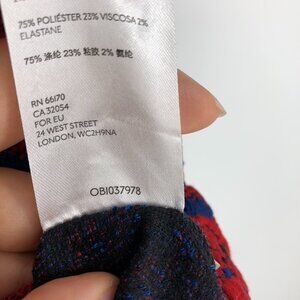 75% POLIÉSTER 23% VISCOSA 2%
ELASTANE
75% 涤纶 23% 粘胶 2% 氨纶
RN 66170
CA 32054
FOR EU
24 WEST STREET
LONDON, WC2H9NA
OBI037978